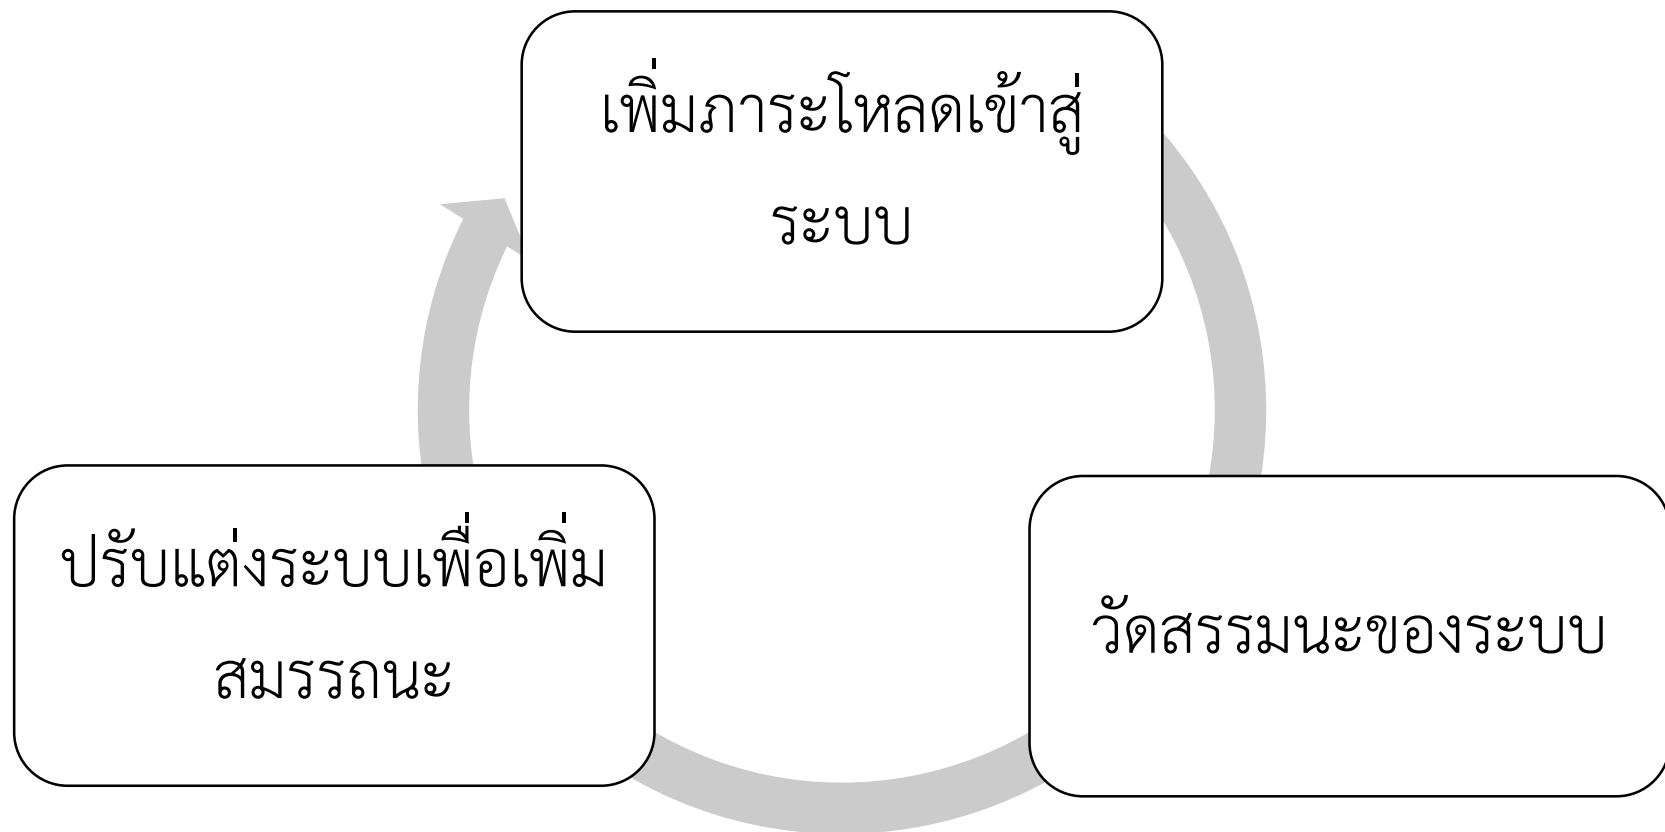 เพิ่มภาระโหลดเข้าสู่
ระบบ
วัดสรรมนะของระบบ
ปรับแต่งระบบเพื่อเพิ่ม
สมรรถนะ